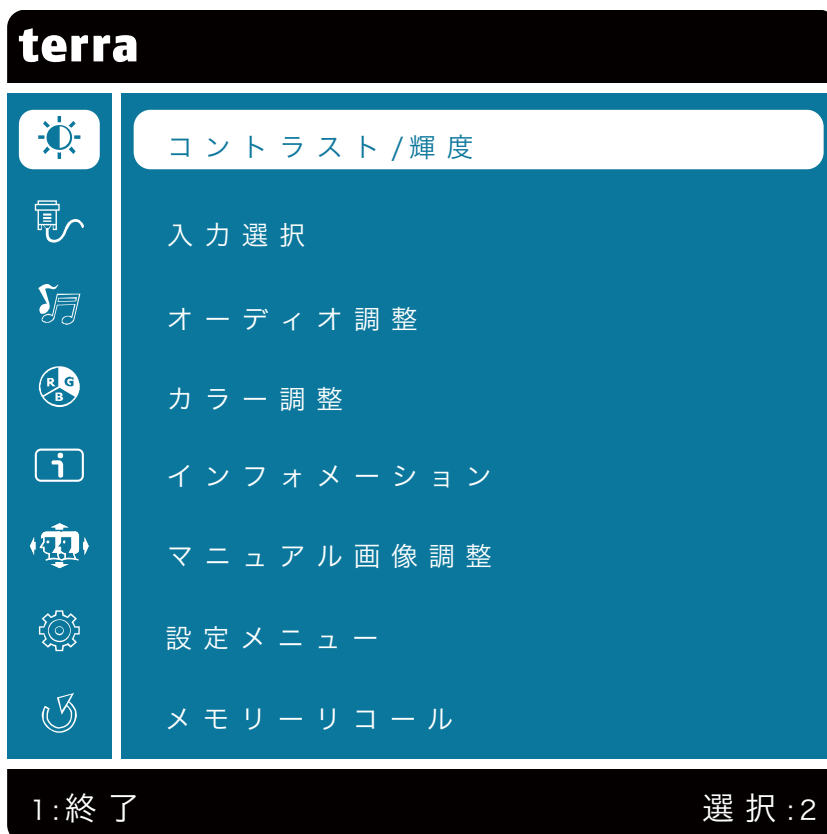 terra
コントラスト/輝度
入力選択
オーディオ調整
R G
B
カラー調整
i
インフォメーション
マニュアル画像調整
設定メニュー
メモリーリコール
1:終了 選択:2